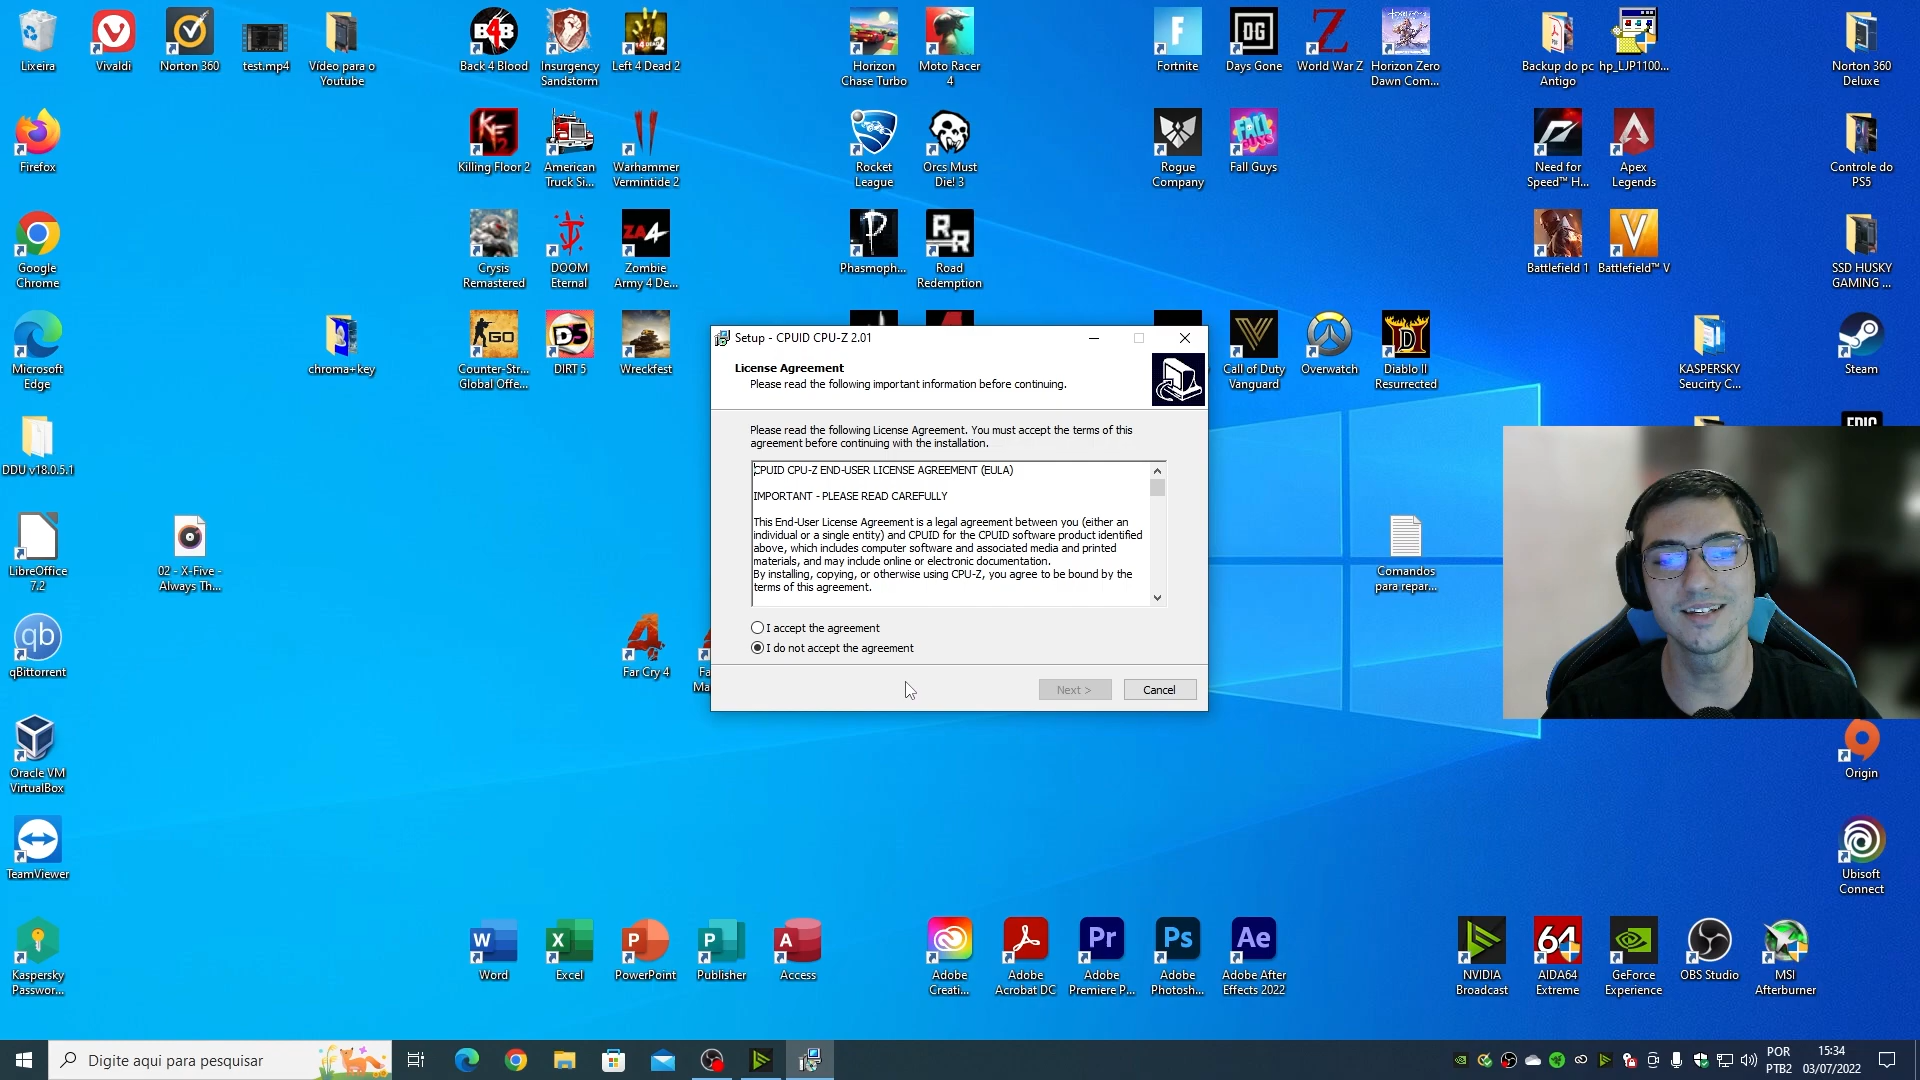 Lixeira
Vivaldi
Norton 360
test.mp4
Vídeo para o
Youtube
Back 4 Blood
Insurgency
Sandstorm
Left 4 Dead 2
Horizon
Chase Turbo
Moto Racer
4
Fortnite
Days Gone
World War Z
Horizon Zero
Dawn Com...
Backup do pc
Antigo
hp_LJP1100...
Norton 360
Deluxe
Firefox
Killing Floor 2
American
Truck Si...
Warhammer
Vermintide 2
Rocket
League
Orcs Must
Die! 3
Rogue
Company
Fall Guys
Need for
Speed™ H...
Apex
Legends
Controle do
PS5
Google
Chrome
Crysis
Remastered
DOOM
Eternal
Zombie
Army 4 De...
Phasmoph...
Road
Redemption
Battlefield 1
Battlefield™ V
SSD HUSKY
GAMING ...
Microsoft
Edge
chroma+key
Counter-Str...
Global Offe...
DIRT 5
Wreckfest
Call of Duty
Vanguard
Overwatch
Diablo II
Resurrected
KASPERSKY
Seucirty C...
Steam
Setup - CPUID CPU-Z 2.01
License Agreement
Please read the following important information before continuing.
Please read the following License Agreement. You must accept the terms of this
agreement before continuing with the installation.
CPUID CPU-Z END-USER LICENSE AGREEMENT (EULA)
IMPORTANT - PLEASE READ CAREFULLY
This End-User License Agreement is a legal agreement between you (either an
individual or a single entity) and CPUID for the CPUID software product identified
above, which includes computer software and associated media and printed
materials, and may include online or electronic documentation.
By installing, copying, or otherwise using CPU-Z, you agree to be bound by the
terms of this agreement.
I accept the agreement
I do not accept the agreement
Next >
Cancel
DDU v18.0.5.1
LibreOffice
7.2
02 - X-Five -
Always Th...
Comandos
para repar...
qBittorrent
Far Cry 4
Oracle VM
VirtualBox
Origin
TeamViewer
Ubisoft
Connect
Kaspersky
Passwor...
Word
Excel
PowerPoint
Publisher
Access
Adobe
Creati...
Adobe
Acrobat DC
Adobe
Premiere P...
Adobe
Photosh...
Adobe After
Effects 2022
NVIDIA
Broadcast
AIDA64
Extreme
GeForce
Experience
OBS Studio
MSI
Afterburner
Digite aqui para pesquisar
POR
PTB2
15:34
03/07/2022